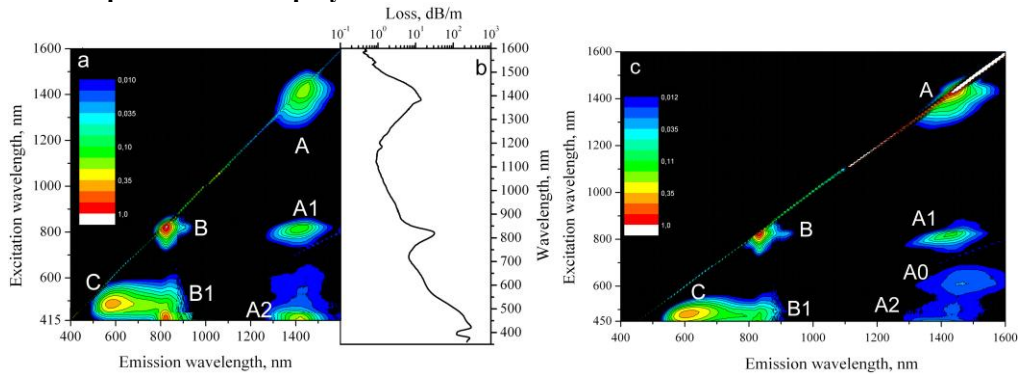 Loss, dB/m
10⁻¹ 10⁰ 10¹ 10² 10³
a
Excitation wavelength, nm
1600
1400
1200
1000
800
600
415
0,010
0,035
0,10
0,35
1,0
A
B
A1
C
B1
A2
400 600 800 1000 1200 1400
Emission wavelength, nm
b
1600
1500
1400
1300
1200
1100
1000
900
800
700
600
500
400
Wavelength, nm
c
Excitation wavelength, nm
1600
1400
1200
1000
800
600
450
0,012
0,035
0,11
0,35
1,0
A
B
A1
A0
C
B1
A2
400 600 800 1000 1200 1400 1600
Emission wavelength, nm